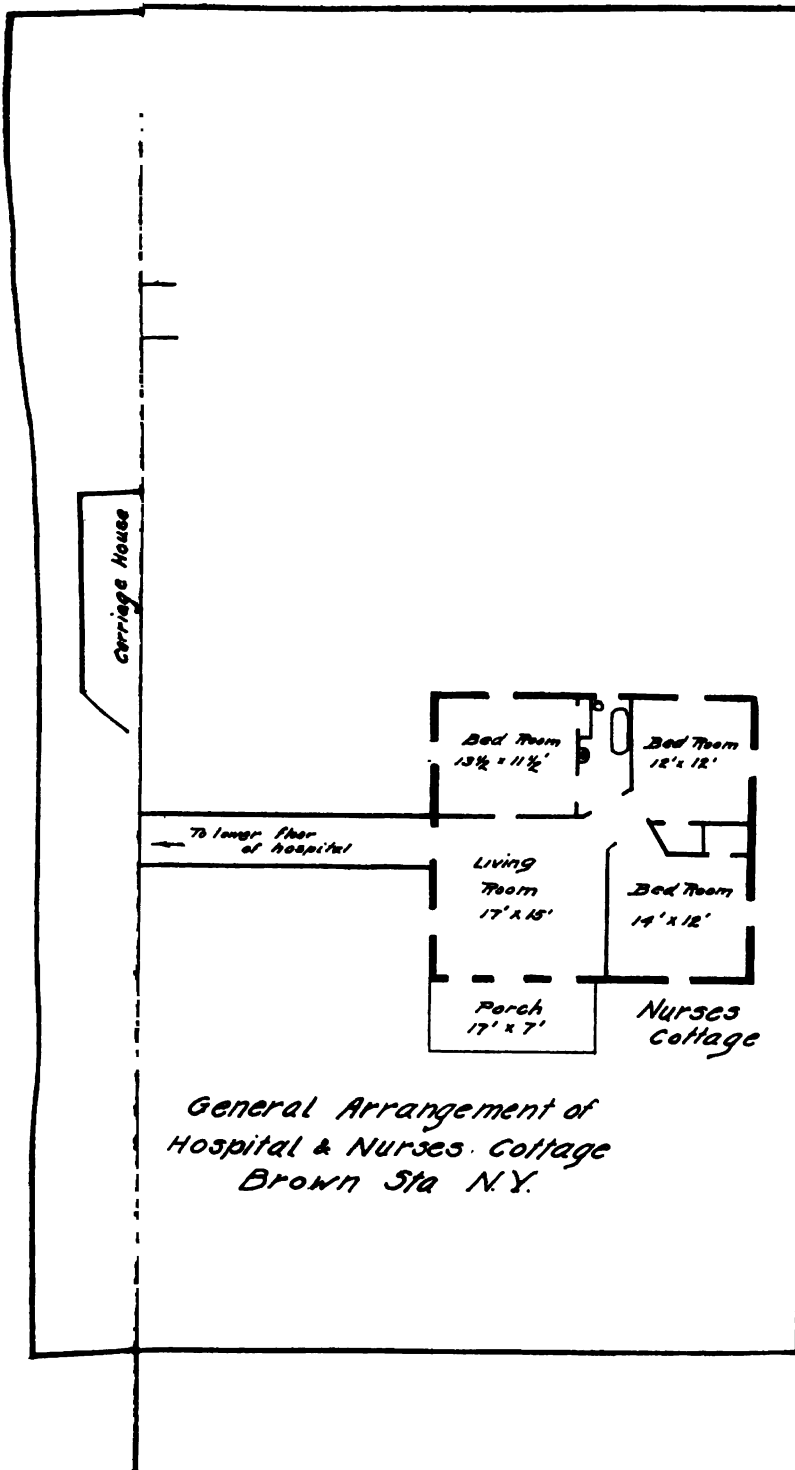 Carriage House
Bed Room
13½ x 11½'
Bed Room
12' x 12'
To lower floor
of hospital
Living
Room
17' x 15'
Bed Room
14' x 12'
Porch
17' x 7'
Nurses
Cottage
General Arrangement of
Hospital & Nurses Cottage
Brown Sta N.Y.